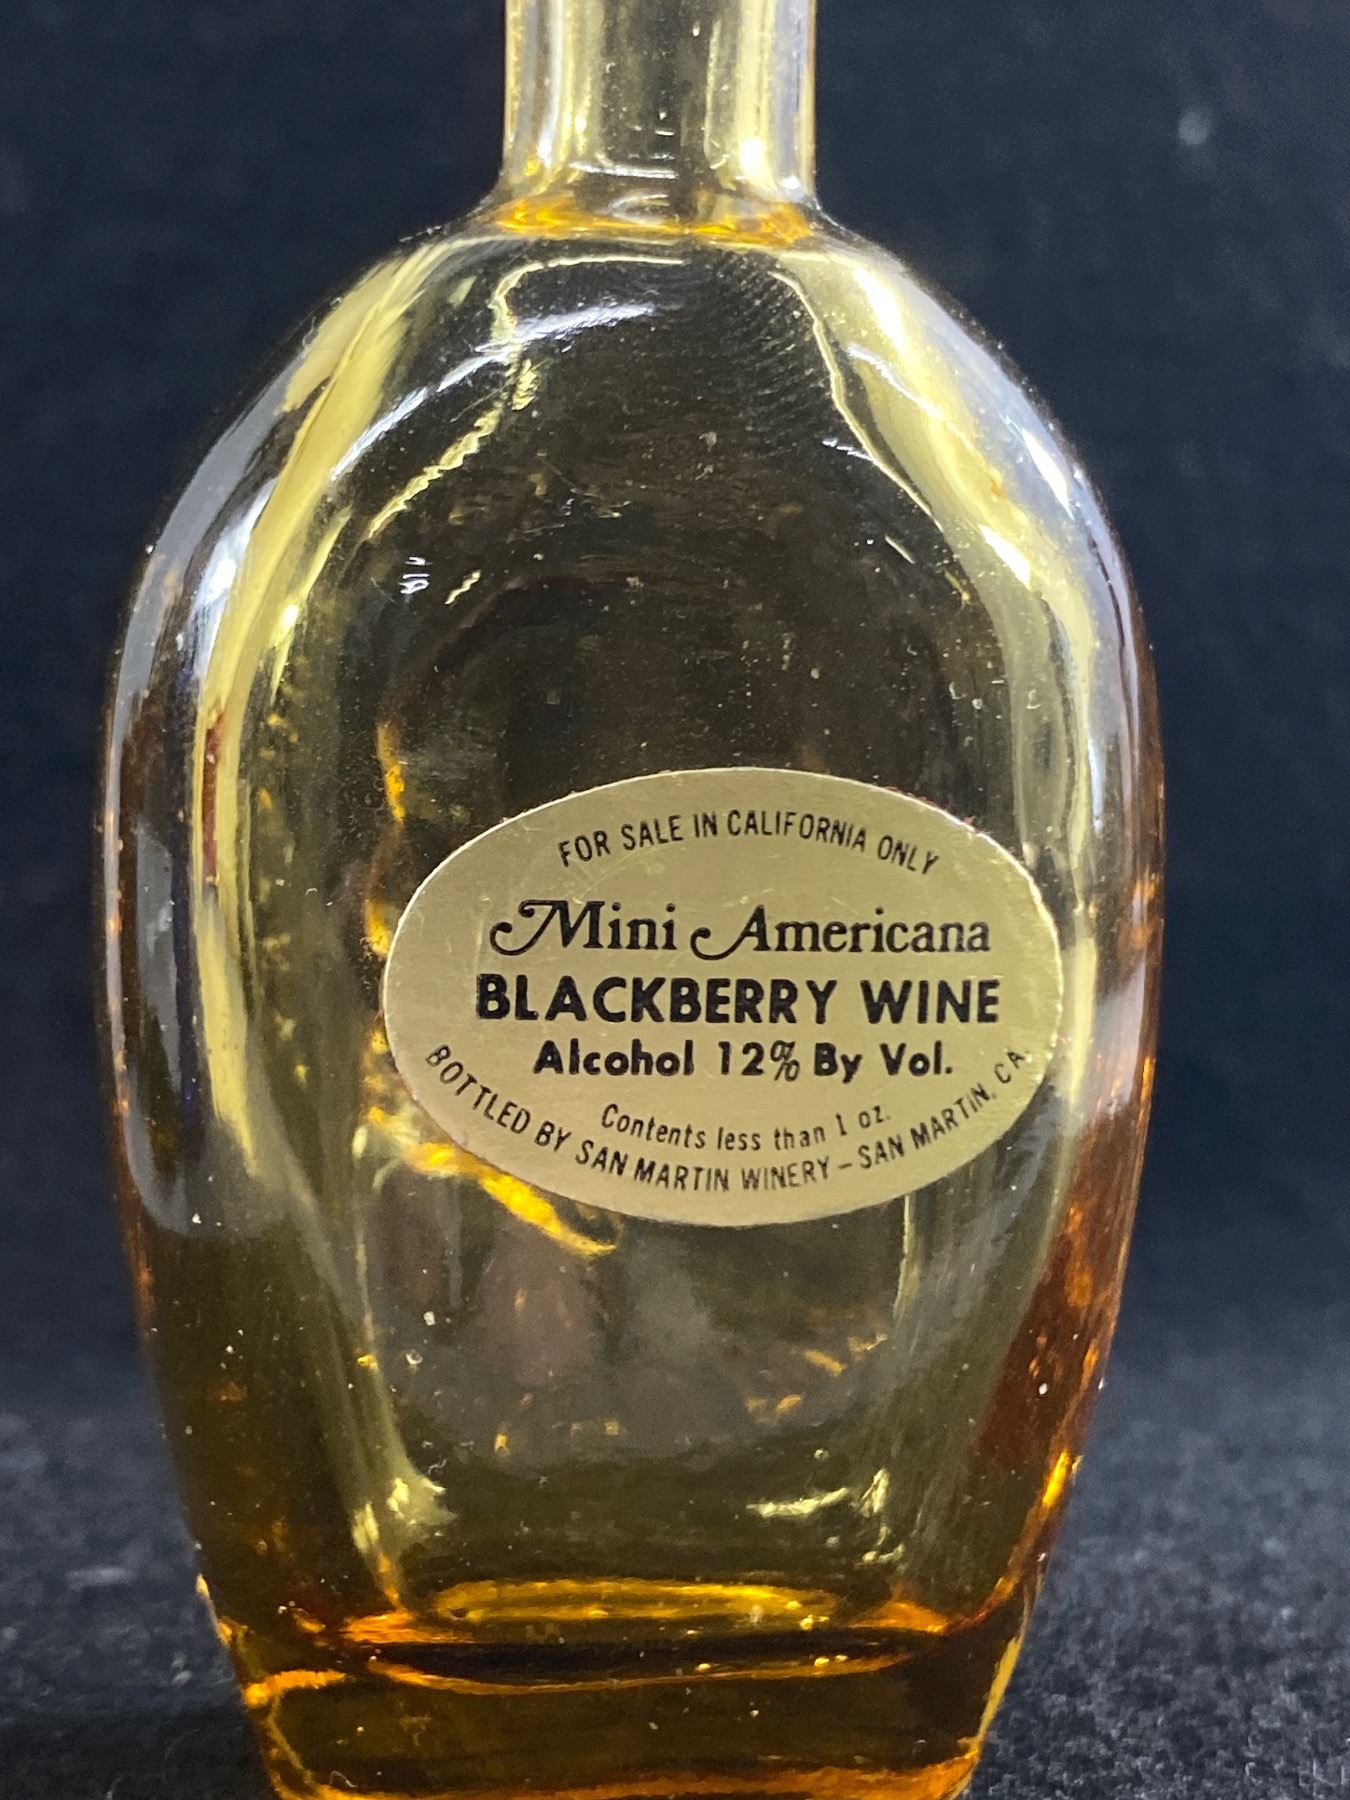 FOR SALE IN CALIFORNIA ONLY
Mini Americana
BLACKBERRY WINE
Alcohol 12% By Vol.
Contents less than 1 oz.
BOTTLED BY SAN MARTIN WINERY – SAN MARTIN, CA.